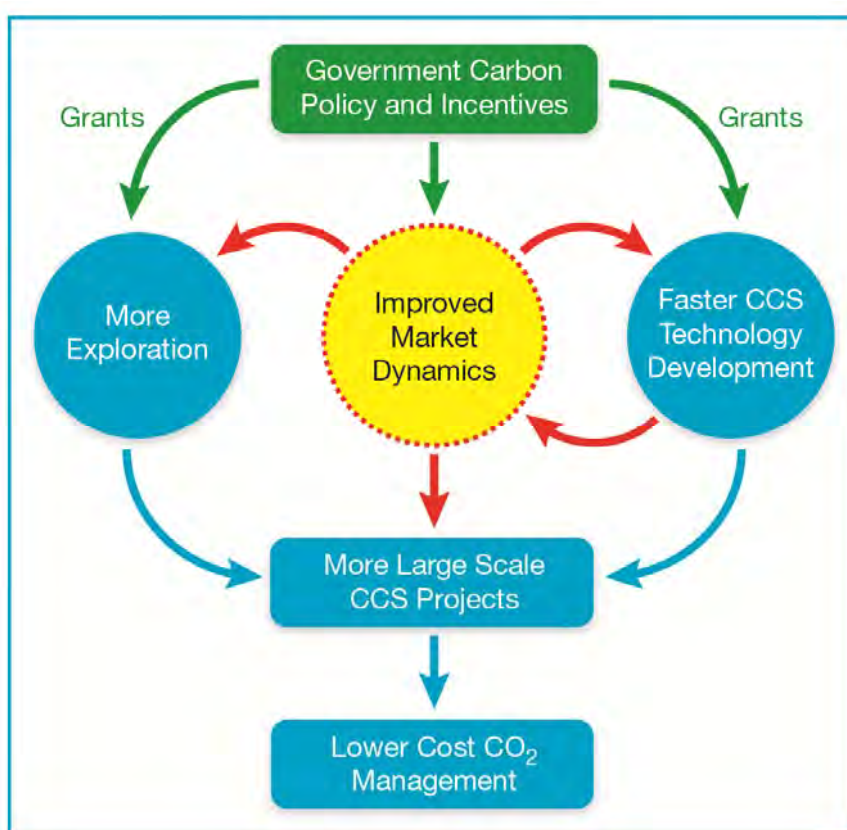 Government Carbon
Policy and Incentives
Grants
Grants
More
Exploration
Improved
Market
Dynamics
Faster CCS
Technology
Development
More Large Scale
CCS Projects
Lower Cost CO₂
Management